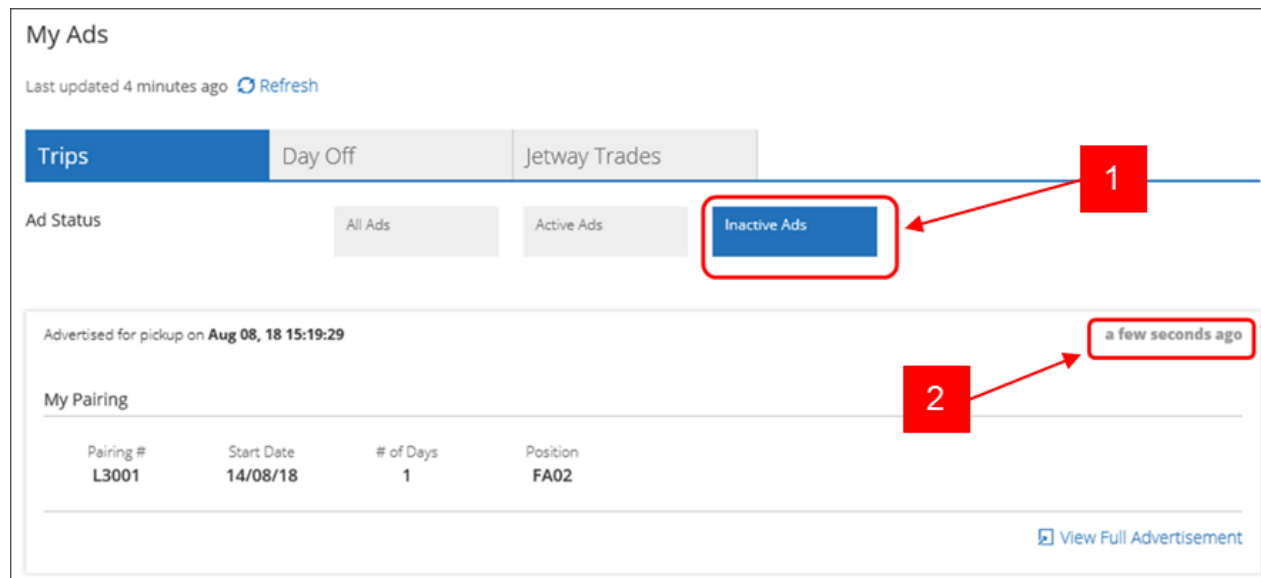 My Ads
Last updated 4 minutes ago Refresh
Trips Day Off Jetway Trades
1
Ad Status All Ads Active Ads Inactive Ads
Advertised for pickup on Aug 08, 18 15:19:29 a few seconds ago
2
My Pairing
Pairing # Start Date # of Days Position
L3001 14/08/18 1 FA02
View Full Advertisement